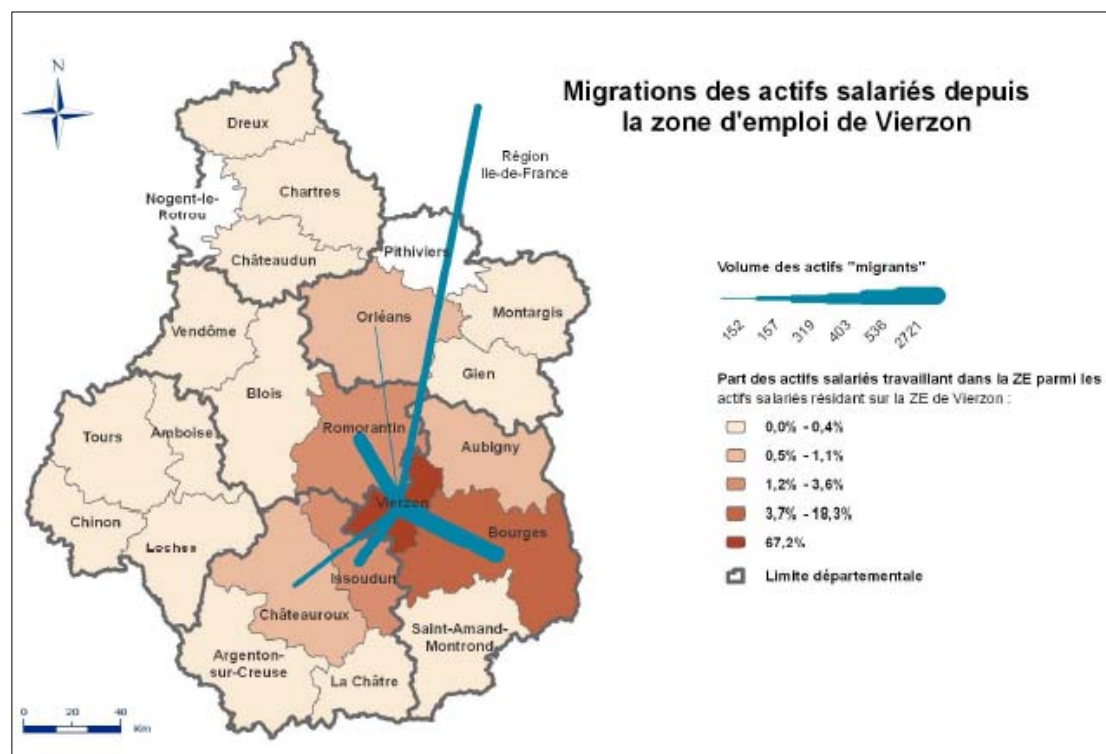 Migrations des actifs salariés depuis
la zone d'emploi de Vierzon
N
Dreux
Région
Ile-de-France
Chartres
Nogent-le-
Rotrou
Pithiviers
Châteaudun
Volume des actifs "migrants"
Orléans
Montargis
Vendôme
152
157
319
403
538
2721
Gien
Blois
Part des actifs salariés travaillant dans la ZE parmi les
actifs salariés résidant sur la ZE de Vierzon :
0,0% - 0,4%
Romorantin
Tours
Amboise
Aubigny
0,5% - 1,1%
1,2% - 3,6%
Vierzon
3,7% - 18,3%
Chinon
Bourges
Loches
67,2%
Issoudun
Limite départementale
Châteauroux
Saint-Amand-
Montrond
Argenton-
sur-Creuse
La Châtre
0 20 40
Km